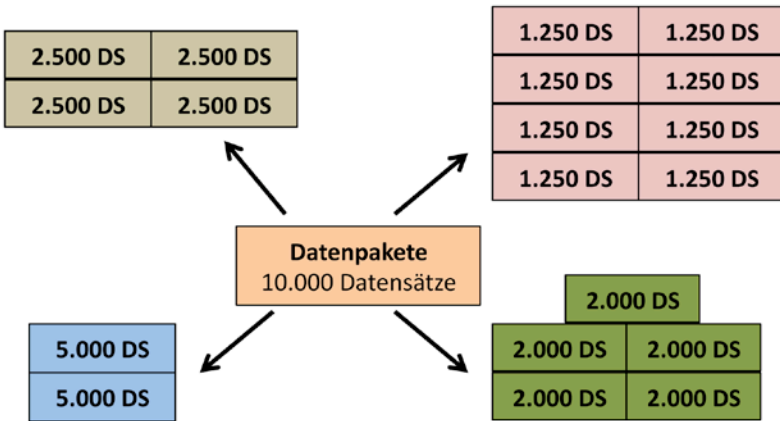 2.500 DS 2.500 DS
2.500 DS 2.500 DS
1.250 DS 1.250 DS
1.250 DS 1.250 DS
1.250 DS 1.250 DS
1.250 DS 1.250 DS
Datenpakete
10.000 Datensätze
5.000 DS
5.000 DS
2.000 DS
2.000 DS 2.000 DS
2.000 DS 2.000 DS